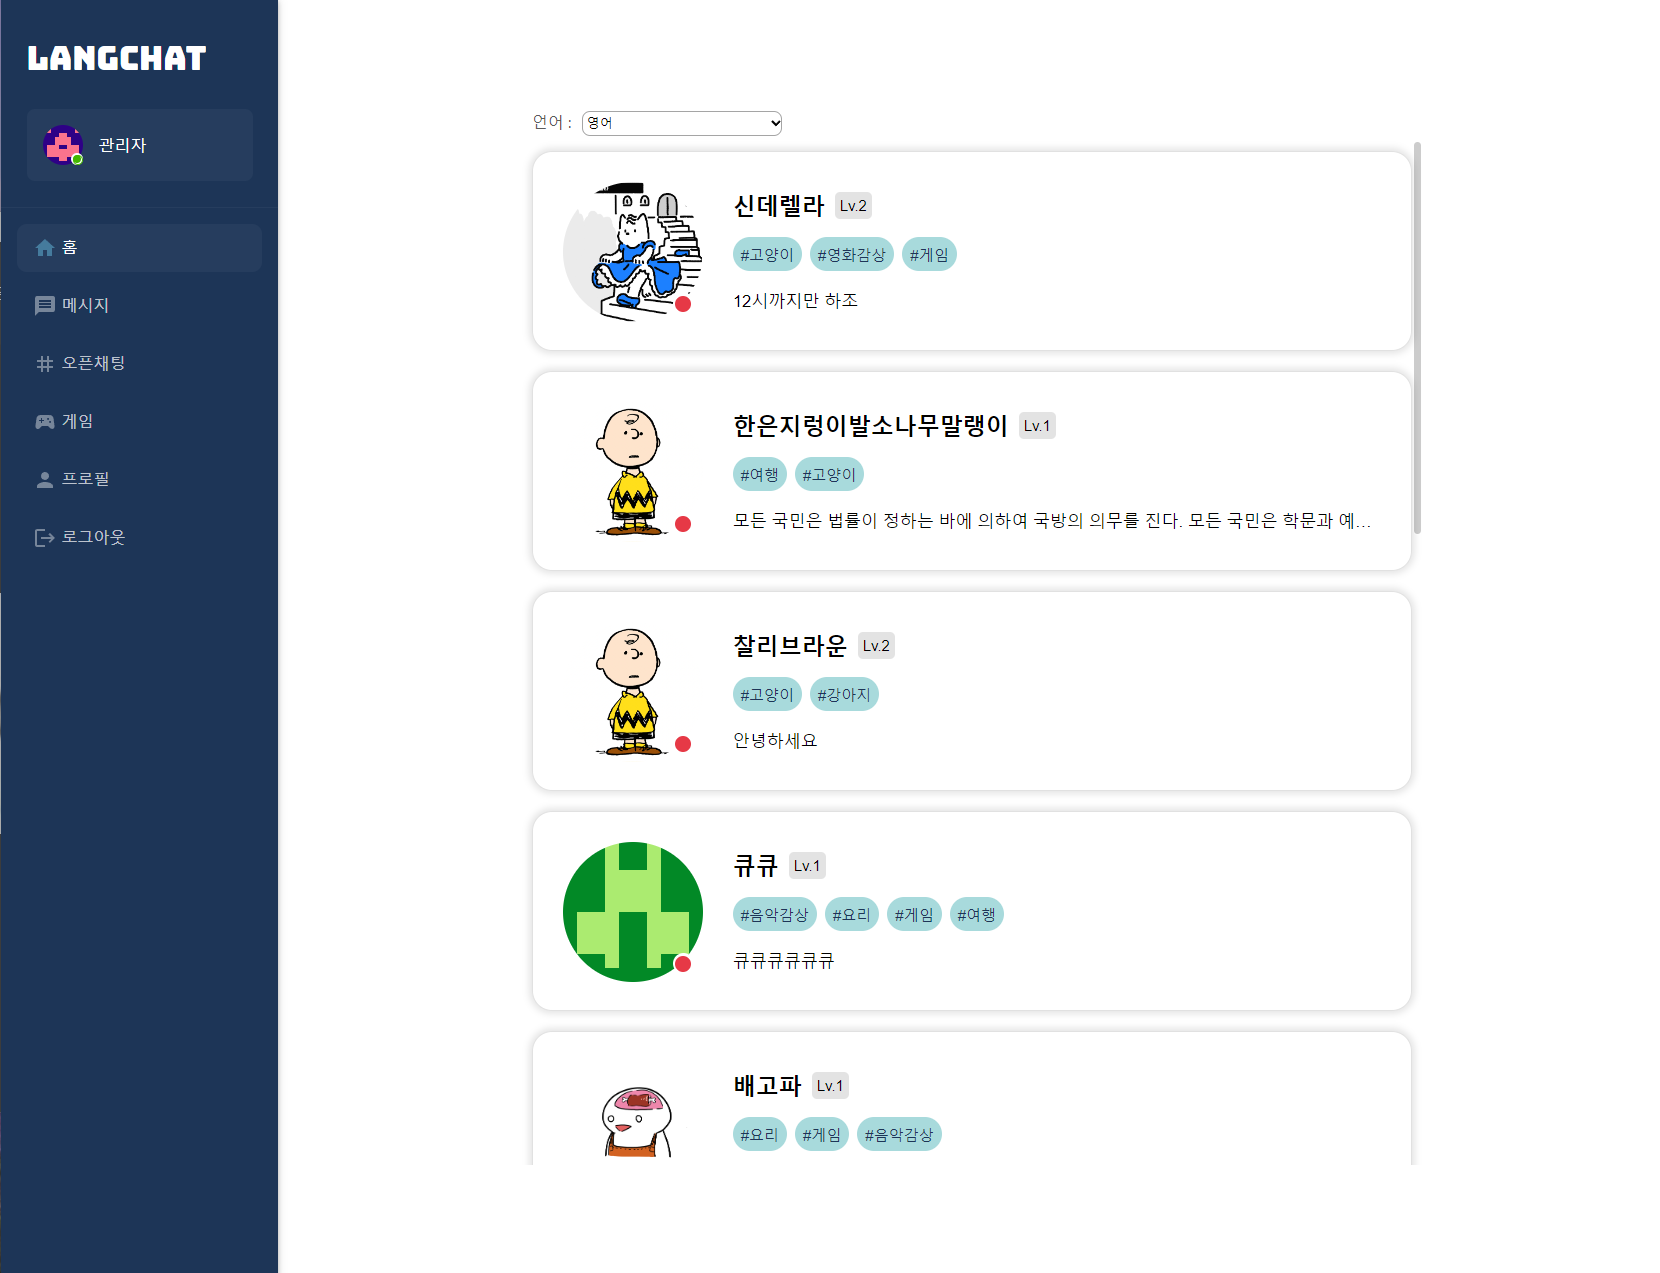 LANGCHAT
관리자
홈
메시지
오픈채팅
게임
프로필
로그아웃
언어 : 영어
신데렐라 Lv.2
#고양이 #영화감상 #게임
12시까지만 하조
한은지렁이발소나무말랭이 Lv.1
#여행 #고양이
모든 국민은 법률이 정하는 바에 의하여 국방의 의무를 진다. 모든 국민은 학문과 예...
찰리브라운 Lv.2
#고양이 #강아지
안녕하세요
큐큐 Lv.1
#음악감상 #요리 #게임 #여행
큐큐큐큐큐큐
배고파 Lv.1
#요리 #게임 #음악감상